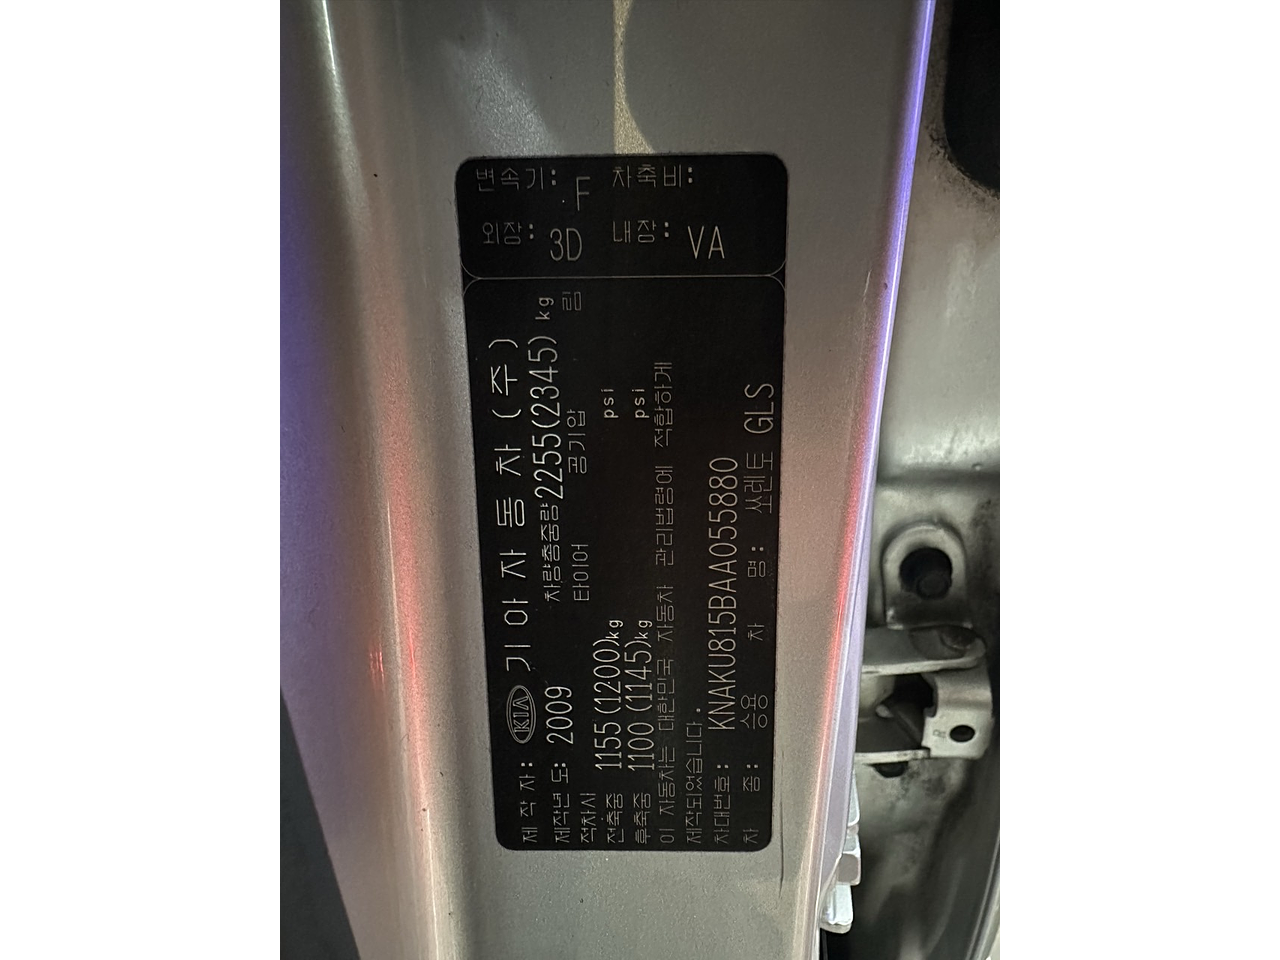 제 작 자: KIA 기 아 자 동 차 (주)
제작년 도: 2009 차량총중량 2255(2345) kg
적차시 타이어 공기압 림
전축중 1155(1200)kg psi
후축중 1100(1145)kg psi
이 자동차는 대한민국 자동차 관리법령에 적합하게
제작되었습니다.
차대번호: KNAKU815BAA055880
차 종: 승용 차 명: 쏘렌토 GLS
변속기: F 차축비:
외장: 3D 내장: VA